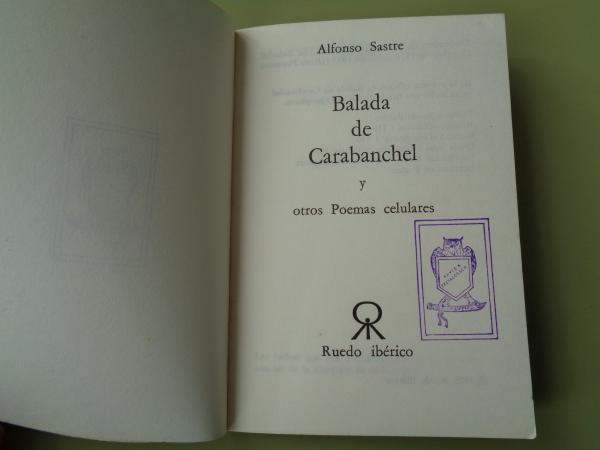 Alfonso Sastre
Balada
de
Carabanchel
y
otros Poemas celulares
Ruedo ibérico